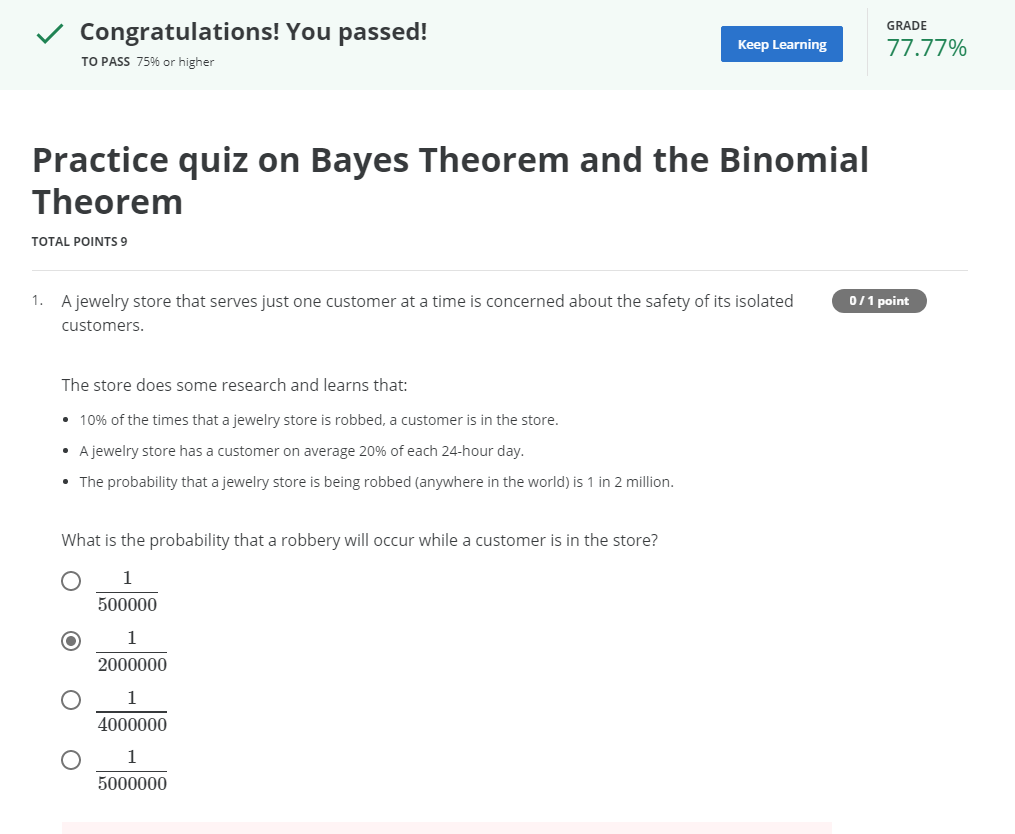 Congratulations! You passed!
TO PASS 75% or higher
Keep Learning
GRADE
77.77%
Practice quiz on Bayes Theorem and the Binomial
Theorem
TOTAL POINTS 9
1. A jewelry store that serves just one customer at a time is concerned about the safety of its isolated
customers.
0 / 1 point
The store does some research and learns that:
• 10% of the times that a jewelry store is robbed, a customer is in the store.
• A jewelry store has a customer on average 20% of each 24-hour day.
• The probability that a jewelry store is being robbed (anywhere in the world) is 1 in 2 million.
What is the probability that a robbery will occur while a customer is in the store?
1
500000
1
2000000
1
4000000
1
5000000